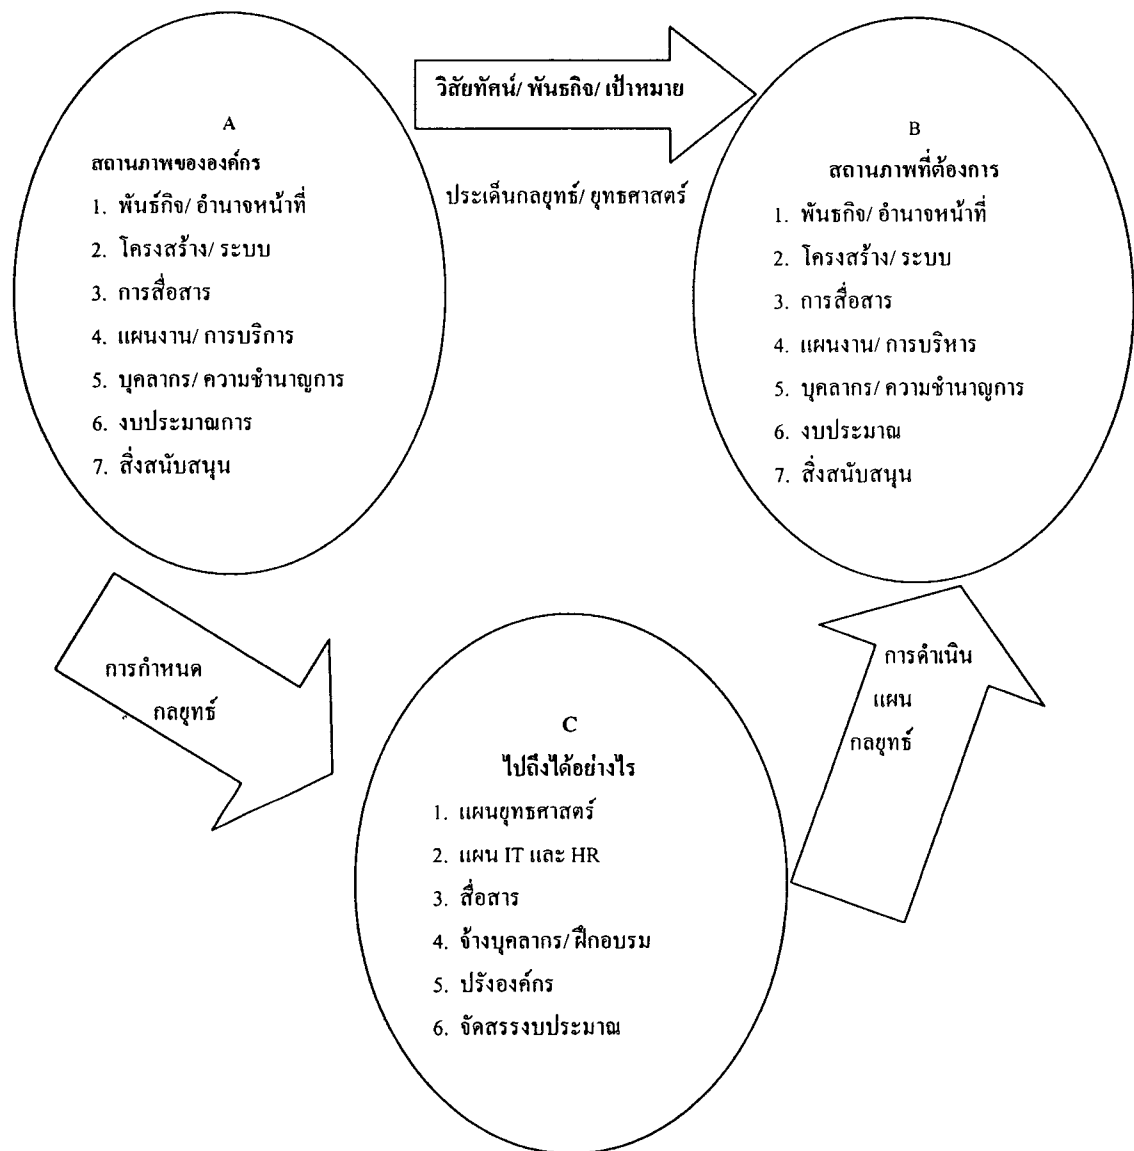 A
สถานภาพขององค์กร
1. พันธ์กิจ/ อำนาจหน้าที่
2. โครงสร้าง/ ระบบ
3. การสื่อสาร
4. แผนงาน/ การบริการ
5. บุคลากร/ ความชำนาญการ
6. งบประมาณการ
7. สิ่งสนับสนุน
วิสัยทัศน์/ พันธกิจ/ เป้าหมาย
ประเด็นกลยุทธ์/ ยุทธศาสตร์
B
สถานภาพที่ต้องการ
1. พันธกิจ/ อำนาจหน้าที่
2. โครงสร้าง/ ระบบ
3. การสื่อสาร
4. แผนงาน/ การบริหาร
5. บุคลากร/ ความชำนาญการ
6. งบประมาณ
7. สิ่งสนับสนุน
การกำหนด
กลยุทธ์
C
ไปถึงได้อย่างไร
1. แผนยุทธศาสตร์
2. แผน IT และ HR
3. สื่อสาร
4. จ้างบุคลากร/ ฝึกอบรม
5. ปรังองค์กร
6. จัดสรรงบประมาณ
การดำเนิน
แผน
กลยุทธ์